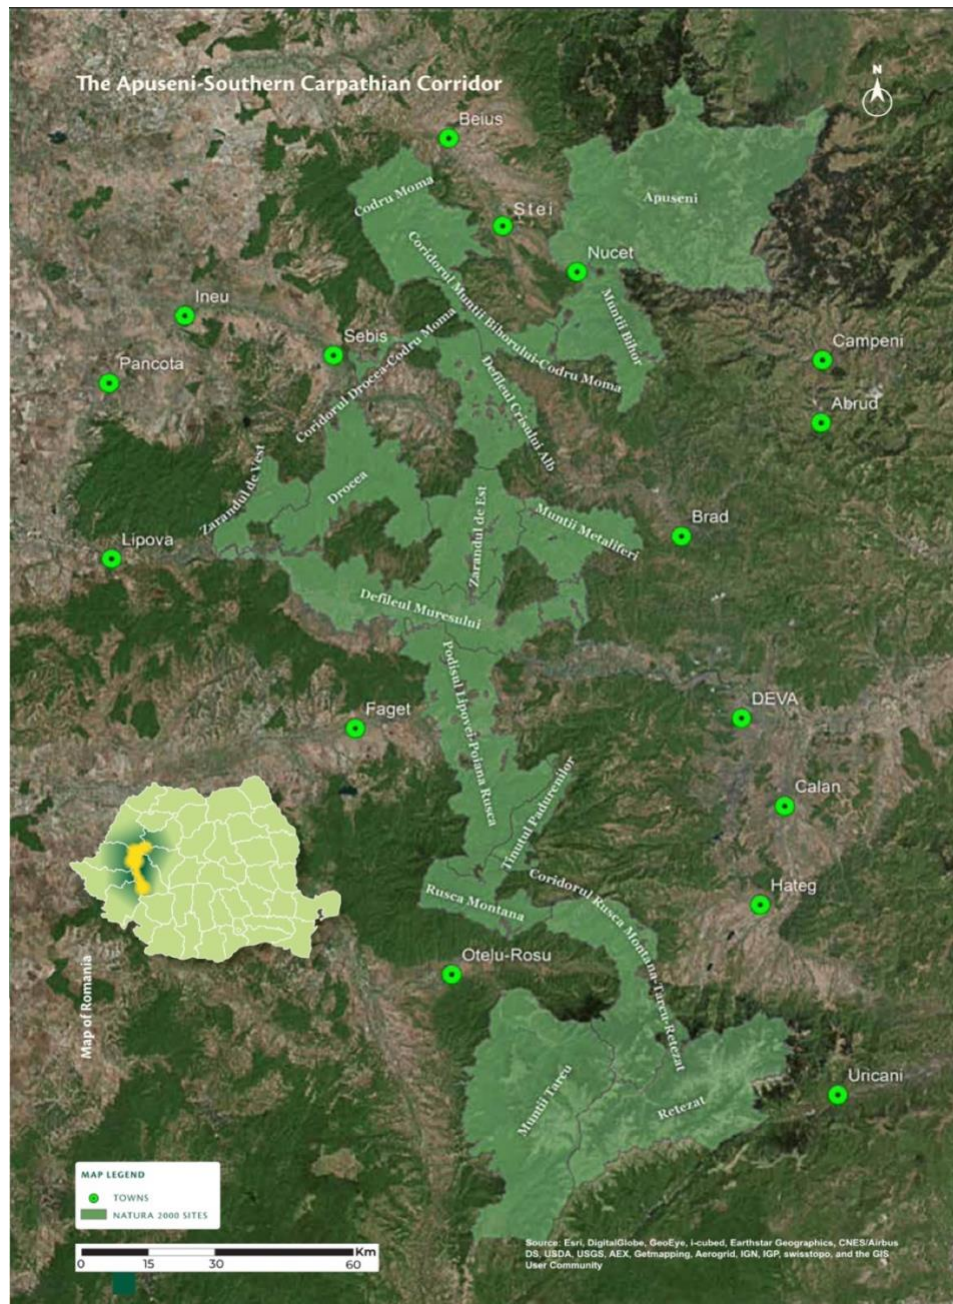 The Apuseni-Southern Carpathian Corridor
N
Beius
Codru Moma
Stei
Apuseni
Nucet
Coridorul Muntii Bihorului-Codru Moma
Muntii Bihor
Ineu
Sebis
Coridorul Drocea-Codru Moma
Pancota
Campeni
Defileul Crisului Alb
Abrud
Zarandul de Vest
Drocea
Zarandul de Est
Muntii Metaliferi
Brad
Lipova
Defileul Muresului
Podisul Lipovei-Poiana Rusca
Faget
DEVA
Tinutul Padurenilor
Calan
Rusca Montana
Coridorul Rusca Montana-Tarcu-Retezat
Hateg
Otelu-Rosu
Map of Romania
Muntii Tarcu
Retezat
Uricani
MAP LEGEND
TOWNS
NATURA 2000 SITES
Km
0 15 30 60
Source: Esri, DigitalGlobe, GeoEye, i-cubed, Earthstar Geographics, CNES/Airbus
DS, USDA, USGS, AEX, Getmapping, Aerogrid, IGN, IGP, swisstopo, and the GIS
User Community